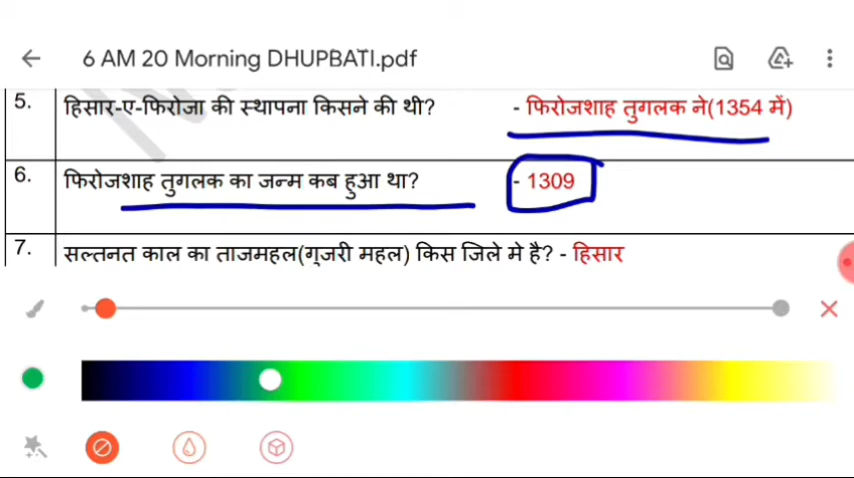 6 AM 20 Morning DHUPBATI.pdf
5. हिसार-ए-फिरोजा की स्थापना किसने की थी? - फिरोजशाह तुगलक ने(1354 में)
6. फिरोजशाह तुगलक का जन्म कब हुआ था? - 1309
7. सल्तनत काल का ताजमहल(गूजरी महल) किस जिले मे है? - हिसार